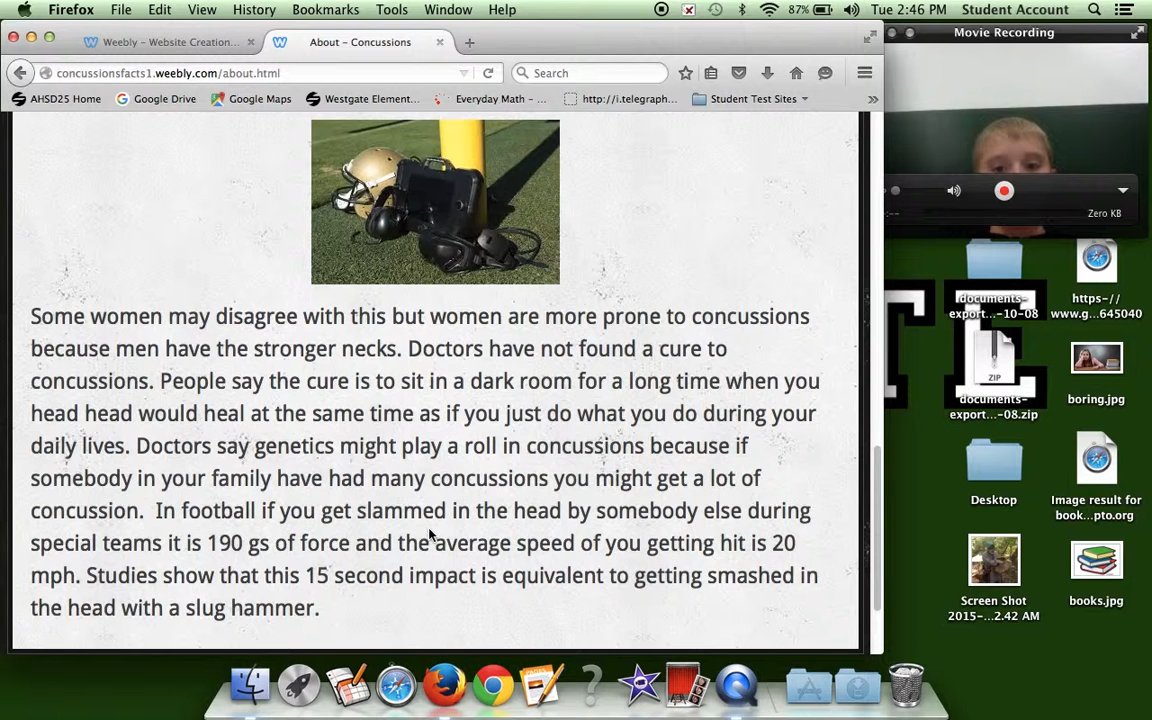 Firefox File Edit View History Bookmarks Tools Window Help 87% Tue 2:46 PM Student Account
Weebly - Website Creation... About - Concussions
Movie Recording
concussionsfacts1.weebly.com/about.html Search
AHSD25 Home Google Drive Google Maps Westgate Element... Everyday Math - ... http://i.telegraph... Student Test Sites
--:-- Zero KB
Some women may disagree with this but women are more prone to concussions
because men have the stronger necks. Doctors have not found a cure to
concussions. People say the cure is to sit in a dark room for a long time when you
head head would heal at the same time as if you just do what you do during your
daily lives. Doctors say genetics might play a roll in concussions because if
somebody in your family have had many concussions you might get a lot of
concussion.  In football if you get slammed in the head by somebody else during
special teams it is 190 gs of force and the average speed of you getting hit is 20
mph. Studies show that this 15 second impact is equivalent to getting smashed in
the head with a slug hammer.
documents-
export...-10-08
https-//
www.g...645040
ZIP
documents-
export...-08.zip
boring.jpg
Desktop
Image result for
book...pto.org
Screen Shot
2015-...2.42 AM
books.jpg
PAGES